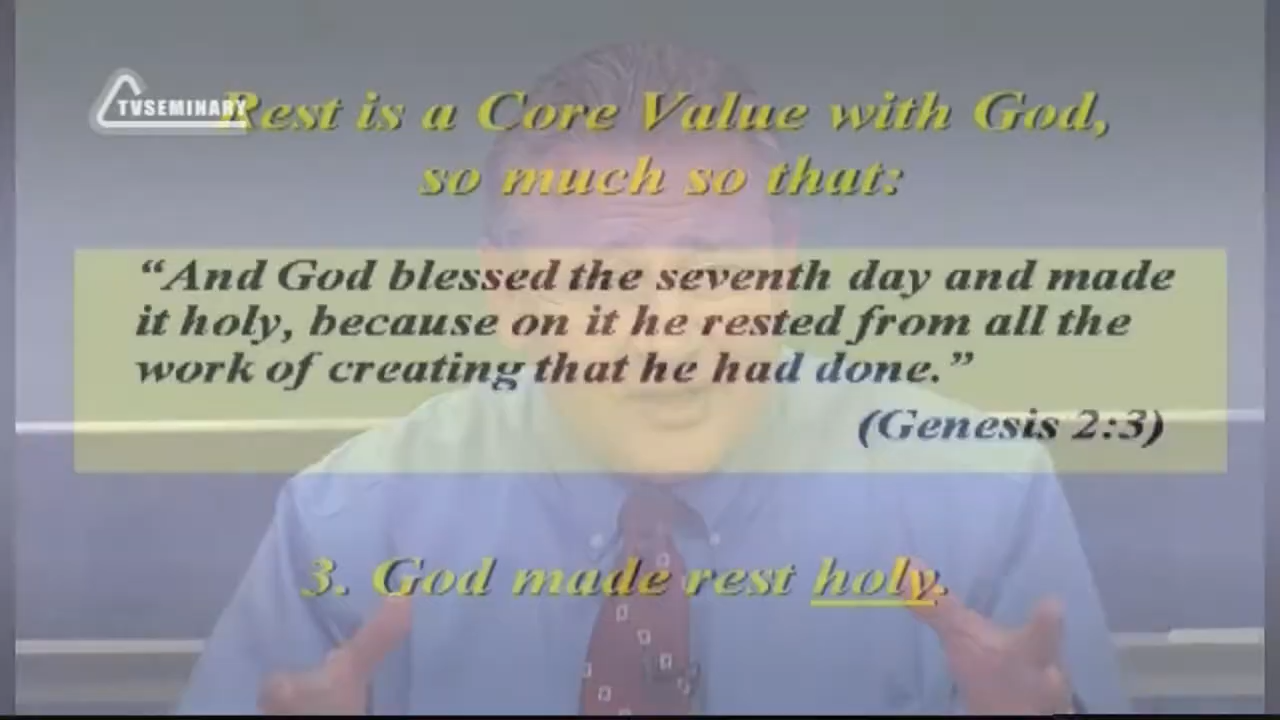 TVSEMINARY
Rest is a Core Value with God,
so much so that:
“And God blessed the seventh day and made
it holy, because on it he rested from all the
work of creating that he had done.”
(Genesis 2:3)
3. God made rest holy.